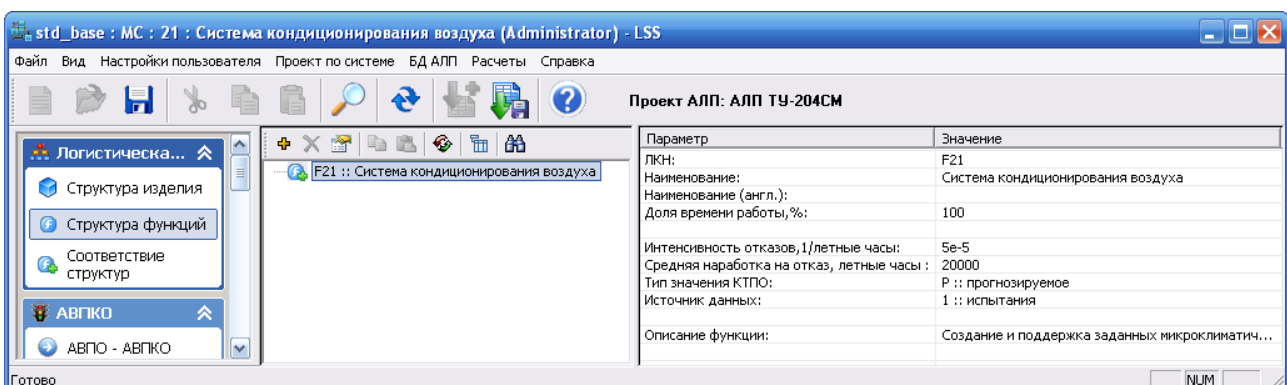 std_base : МС : 21 : Система кондиционирования воздуха (Administrator) - LSS
Файл Вид Настройки пользователя Проект по системе БД АЛП Расчеты Справка
Проект АЛП: АЛП ТУ-204СМ
Логистическа...
Структура изделия
Структура функций
Соответствие
структур
АВПКО
АВПО - АВПКО
F21 :: Система кондиционирования воздуха
Параметр Значение
ЛКН: F21
Наименование: Система кондиционирования воздуха
Наименование (англ.):
Доля времени работы,%: 100
Интенсивность отказов,1/летные часы: 5e-5
Средняя наработка на отказ, летные часы : 20000
Тип значения КТПО: P :: прогнозируемое
Источник данных: 1 :: испытания
Описание функции: Создание и поддержка заданных микроклиматич...
Готово NUM